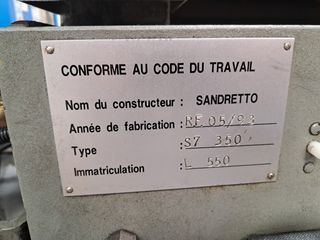 CONFORME AU CODE DU TRAVAIL
Nom du constructeur : SANDRETTO
Année de fabrication : RE 05/93
Type : S7 350
Immatriculation : L 550